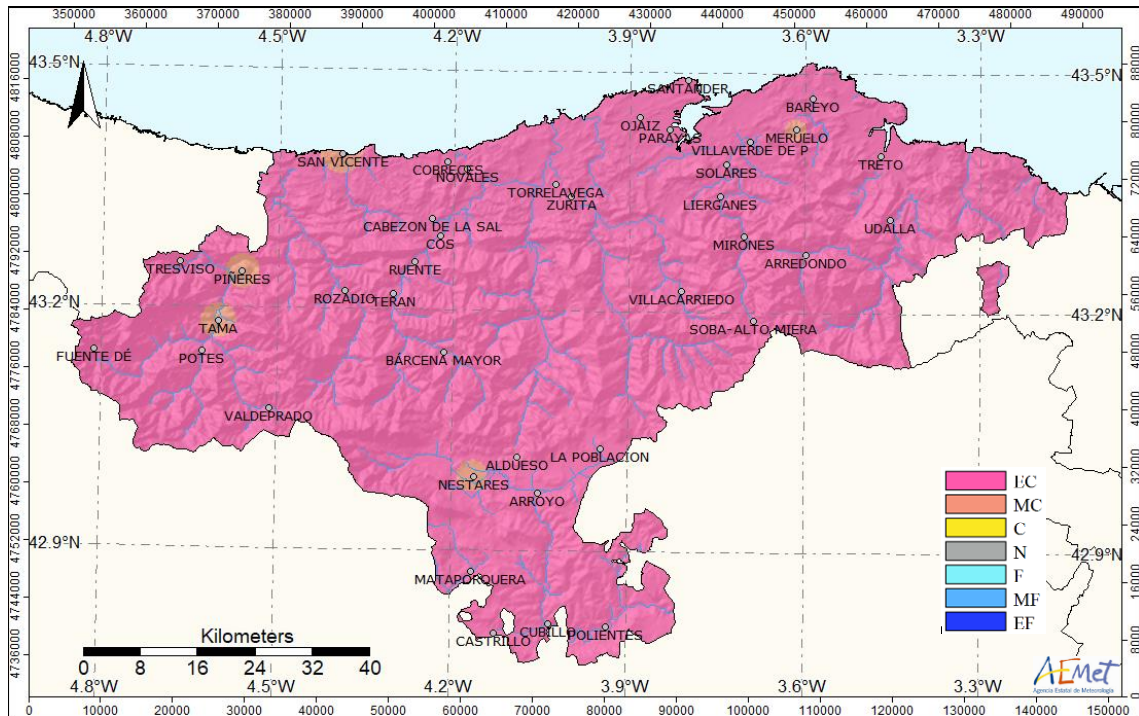 350000 360000 370000 380000 390000 400000 410000 420000 430000 440000 450000 460000 470000 480000 490000
4.8°W 4.5°W 4.2°W 3.9°W 3.6°W 3.3°W
43.5°N
43.5°N
4816000
4808000
4800000
4792000
4784000
4776000
4768000
4760000
4752000
4744000
4736000
88000
80000
72000
64000
56000
48000
40000
32000
24000
16000
8000
0
SANTANDER
BAREYO
OJAIZ
PARAYAS
MERUELO
VILLAVERDE DE P
SAN VICENTE
COBRECES
NOVALES
SOLARES
TRETO
TORRELAVEGA
ZURITA
LIERGANES
CABEZON DE LA SAL
COS
MIRONES
UDALLA
TRESVISO
PIÑERES
RUENTE
ARREDONDO
ROZADIO
TERAN
VILLACARRIEDO
43.2°N
43.2°N
TAMA
SOBA-ALTO MIERA
FUENTE DÉ
POTES
BÁRCENA MAYOR
VALDEPRADO
ALDUESO
LA POBLACION
NESTARES
ARROYO
EC
MC
C
N
F
MF
EF
42.9°N
42.9°N
MATAPORQUERA
CASTRILLO
CUBILLO
POLIENTES
Kilometers
0 8 16 24 32 40
AEMet
Agencia Estatal de Meteorología
4.8°W 4.5°W 4.2°W 3.9°W 3.6°W 3.3°W
0 10000 20000 30000 40000 50000 60000 70000 80000 90000 100000 110000 120000 130000 140000 150000